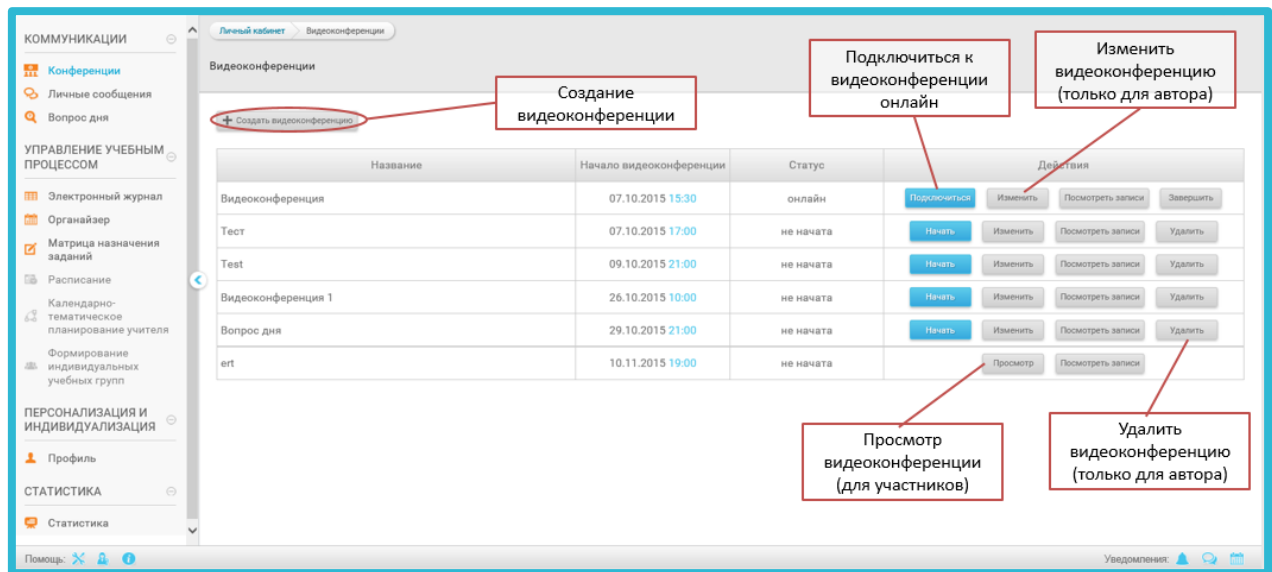 КОММУНИКАЦИИ
Конференции
Личные сообщения
Вопрос дня
УПРАВЛЕНИЕ УЧЕБНЫМ
ПРОЦЕССОМ
Электронный журнал
Органайзер
Матрица назначения
заданий
Расписание
Календарно-
тематическое
планирование учителя
Формирование
индивидуальных
учебных групп
ПЕРСОНАЛИЗАЦИЯ И
ИНДИВИДУАЛИЗАЦИЯ
Профиль
СТАТИСТИКА
Статистика
Личный кабинет Видеоконференции
Видеоконференции
Создание
видеоконференции
Подключиться к
видеоконференции
онлайн
Изменить
видеоконференцию
(только для автора)
+ Создать видеоконференцию
Название Начало видеоконференции Статус Действия
Видеоконференция 07.10.2015 15:30 онлайн Подключиться Изменить Посмотреть записи Завершить
Тест 07.10.2015 17:00 не начата Начать Изменить Посмотреть записи Удалить
Test 09.10.2015 21:00 не начата Начать Изменить Посмотреть записи Удалить
Видеоконференция 1 26.10.2015 10:00 не начата Начать Изменить Посмотреть записи Удалить
Вопрос дня 29.10.2015 21:00 не начата Начать Изменить Посмотреть записи Удалить
ert 10.11.2015 19:00 не начата Просмотр Посмотреть записи
Просмотр
видеоконференции
(для участников)
Удалить
видеоконференцию
(только для автора)
Помощь: Уведомления: